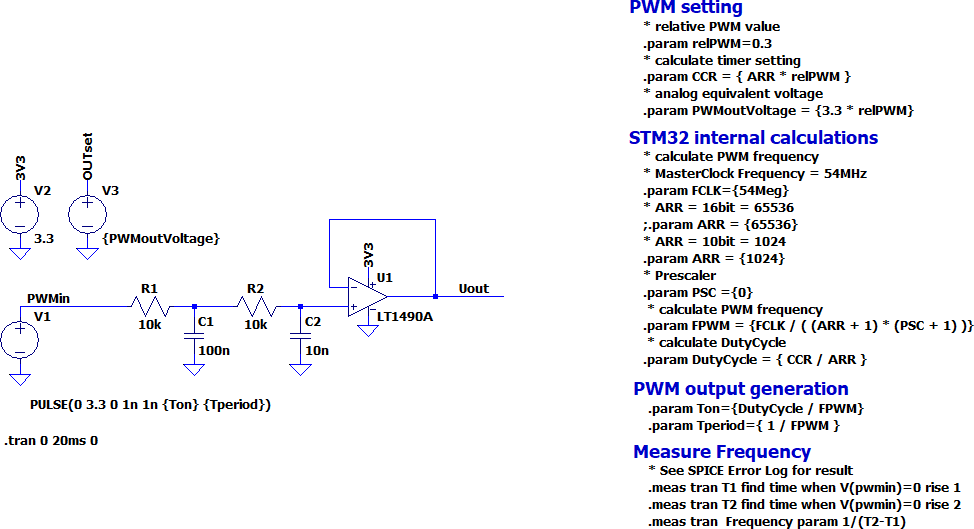 PWM setting
* relative PWM value
.param relPWM=0.3
* calculate timer setting
.param CCR = { ARR * relPWM }
* analog equivalent voltage
.param PWMoutVoltage = {3.3 * relPWM}
STM32 internal calculations
* calculate PWM frequency
* MasterClock Frequency = 54MHz
.param FCLK={54Meg}
* ARR = 16bit = 65536
;.param ARR = {65536}
* ARR = 10bit = 1024
.param ARR = {1024}
* Prescaler
.param PSC ={0}
* calculate PWM frequency
.param FPWM = {FCLK / ( (ARR + 1) * (PSC + 1) )}
* calculate DutyCycle
.param DutyCycle = { CCR / ARR }
PWM output generation
.param Ton={DutyCycle / FPWM}
.param Tperiod={ 1 / FPWM }
Measure Frequency
* See SPICE Error Log for result
.meas tran T1 find time when V(pwmin)=0 rise 1
.meas tran T2 find time when V(pwmin)=0 rise 2
.meas tran  Frequency param 1/(T2-T1)
3V3
V2
3.3
OUTset
V3
{PWMoutVoltage}
PWMin
V1
R1
10k
C1
100n
R2
10k
C2
10n
3V3
U1
LT1490A
Uout
PULSE(0 3.3 0 1n 1n {Ton} {Tperiod})
.tran 0 20ms 0